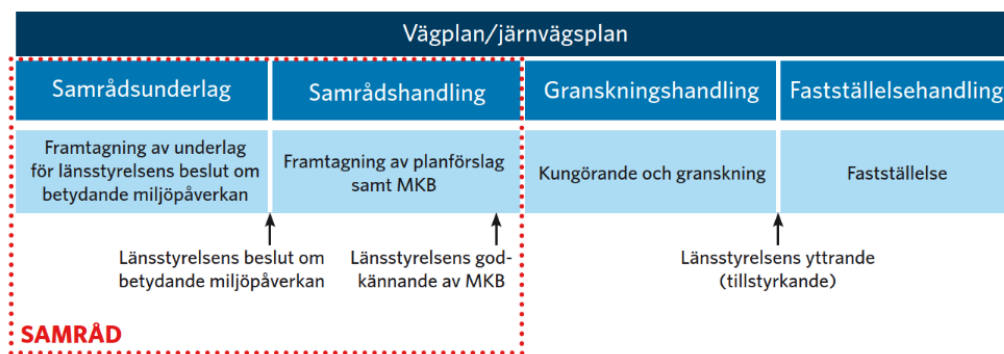 Vägplan/järnvägsplan
Samrådsunderlag
Samrådshandling
Granskningshandling
Fastställelsehandling
Framtagning av underlag
för länsstyrelsens beslut om
betydande miljöpåverkan
Framtagning av planförslag
samt MKB
Kungörande och granskning
Fastställelse
Länsstyrelsens beslut om
betydande miljöpåverkan
Länsstyrelsens god-
kännande av MKB
Länsstyrelsens yttrande
(tillstyrkande)
SAMRÅD